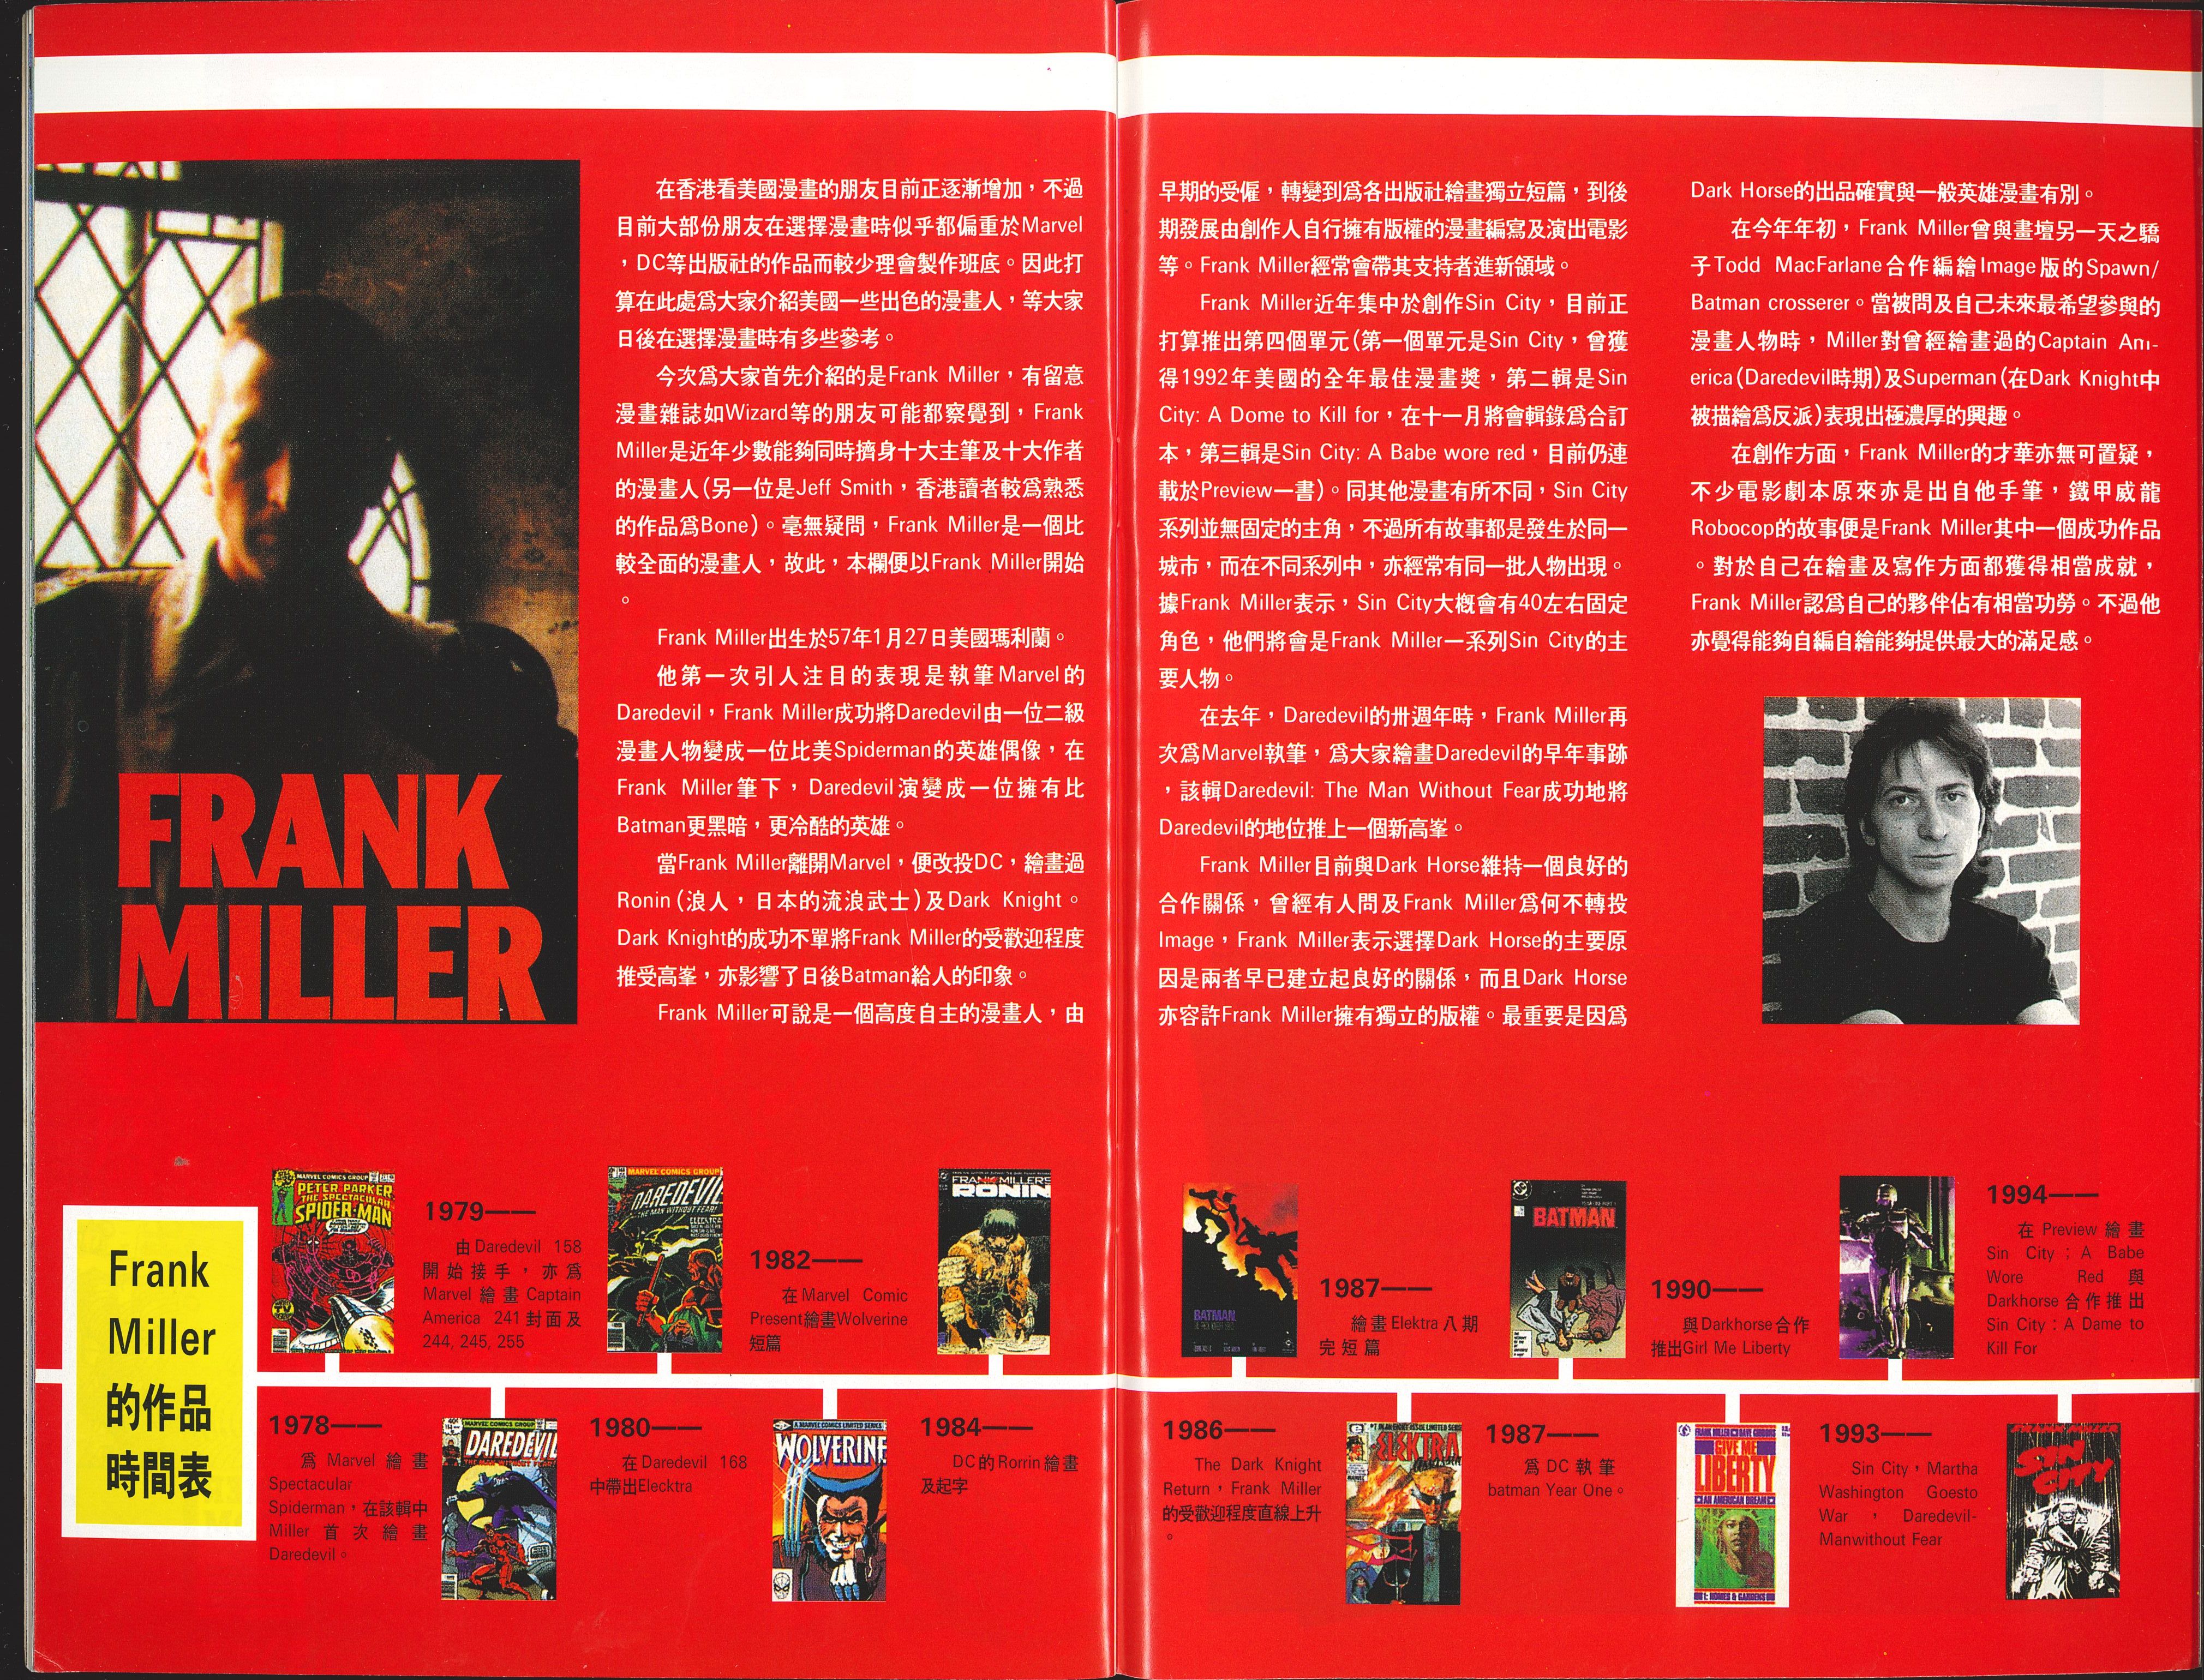 FRANK
MILLER
在香港看美國漫畫的朋友目前正逐漸增加，不過
目前大部份朋友在選擇漫畫時似乎都偏重於Marvel
，DC等出版社的作品而較少理會製作班底。因此打
算在此處爲大家介紹美國一些出色的漫畫人，等大家
日後在選擇漫畫時有多些參考。
今次爲大家首先介紹的是Frank Miller，有留意
漫畫雜誌如Wizard等的朋友可能都察覺到，Frank
Miller是近年少數能夠同時擠身十大主筆及十大作者
的漫畫人（另一位是Jeff Smith，香港讀者較爲熟悉
的作品爲Bone）。毫無疑問，Frank Miller是一個比
較全面的漫畫人，故此，本欄便以Frank Miller開始
。
Frank Miller出生於57年1月27日美國瑪利蘭。
他第一次引人注目的表現是執筆Marvel的
Daredevil，Frank Miller成功將Daredevil由一位二級
漫畫人物變成一位比美Spiderman的英雄偶像，在
Frank Miller筆下，Daredevil演變成一位擁有比
Batman更黑暗，更冷酷的英雄。
當Frank Miller離開Marvel，便改投DC，繪畫過
Ronin（浪人，日本的流浪武士）及Dark Knight。
Dark Knight的成功不單將Frank Miller的受歡迎程度
推受高峯，亦影響了日後Batman給人的印象。
Frank Miller可說是一個高度自主的漫畫人，由
早期的受僱，轉變到爲各出版社繪畫獨立短篇，到後
期發展由創作人自行擁有版權的漫畫編寫及演出電影
等。Frank Miller經常會帶其支持者進新領域。
Frank Miller近年集中於創作Sin City，目前正
打算推出第四個單元（第一個單元是Sin City，曾獲
得1992年美國的全年最佳漫畫獎，第二輯是Sin
City: A Dome to Kill for，在十一月將會輯錄爲合訂
本，第三輯是Sin City: A Babe wore red，目前仍連
載於Preview一書）。同其他漫畫有所不同，Sin City
系列並無固定的主角，不過所有故事都是發生於同一
城市，而在不同系列中，亦經常有同一批人物出現。
據Frank Miller表示，Sin City大概會有40左右固定
角色，他們將會是Frank Miller一系列Sin City的主
要人物。
在去年，Daredevil的卅週年時，Frank Miller再
次爲Marvel執筆，爲大家繪畫Daredevil的早年事跡
，該輯Daredevil: The Man Without Fear成功地將
Daredevil的地位推上一個新高峯。
Frank Miller目前與Dark Horse維持一個良好的
合作關係，曾經有人問及Frank Miller爲何不轉投
Image，Frank Miller表示選擇Dark Horse的主要原
因是兩者早已建立起良好的關係，而且Dark Horse
亦容許Frank Miller擁有獨立的版權。最重要是因爲
Dark Horse的出品確實與一般英雄漫畫有別。
在今年年初，Frank Miller曾與畫壇另一天之驕
子Todd MacFarlane合作編繪Image版的Spawn/
Batman crosserer。當被問及自己未來最希望參與的
漫畫人物時，Miller對曾經繪畫過的Captain Am-
erica（Daredevil時期）及Superman（在Dark Knight中
被描繪爲反派）表現出極濃厚的興趣。
在創作方面，Frank Miller的才華亦無可置疑，
不少電影劇本原來亦是出自他手筆，鐵甲威龍
Robocop的故事便是Frank Miller其中一個成功作品
。對於自己在繪畫及寫作方面都獲得相當成就，
Frank Miller認爲自己的夥伴佔有相當功勞。不過他
亦覺得能夠自編自繪能夠提供最大的滿足感。
Frank
Miller
的作品
時間表
1978——
爲Marvel繪畫
Spectacular
Spiderman，在該輯中
Miller首次繪畫
Daredevil。
MARVEL COMICS GROUP
PETER PARKER
THE SPECTACULAR
SPIDER-MAN
1979——
由Daredevil 158
開始接手，亦爲
Marvel繪畫Captain
America 241封面及
244, 245, 255
MARVEL COMICS GROUP
DAREDEVIL
1980——
在Daredevil 168
中帶出Elecktra
MARVEL COMICS GROUP
DAREDEVIL
THE MAN WITHOUT FEAR!
1982——
在Marvel Comic
Present繪畫Wolverine
短篇
A MARVEL COMICS LIMITED SERIES
WOLVERINE
1984——
DC的Rorrin繪畫
及起字
FRANK MILLER'S
RONIN
1986——
The Dark Knight
Return，Frank Miller
的受歡迎程度直線上升
。
BATMAN
1987——
繪畫Elektra八期
完短篇
ELEKTRA
Assassin
1987——
爲DC執筆
batman Year One。
BATMAN
1990——
與Darkhorse合作
推出Girl Me Liberty
FRANK MILLER DAVE GIBBONS
GIVE ME
LIBERTY
AN AMERICAN DREAM
1: HOMES & GARDENS
1993——
Sin City，Martha
Washington Goesto
War，Daredevil-
Manwithout Fear
1994——
在Preview繪畫
Sin City；A Babe
Wore Red與
Darkhorse合作推出
Sin City：A Dame to
Kill For
SIN
CITY